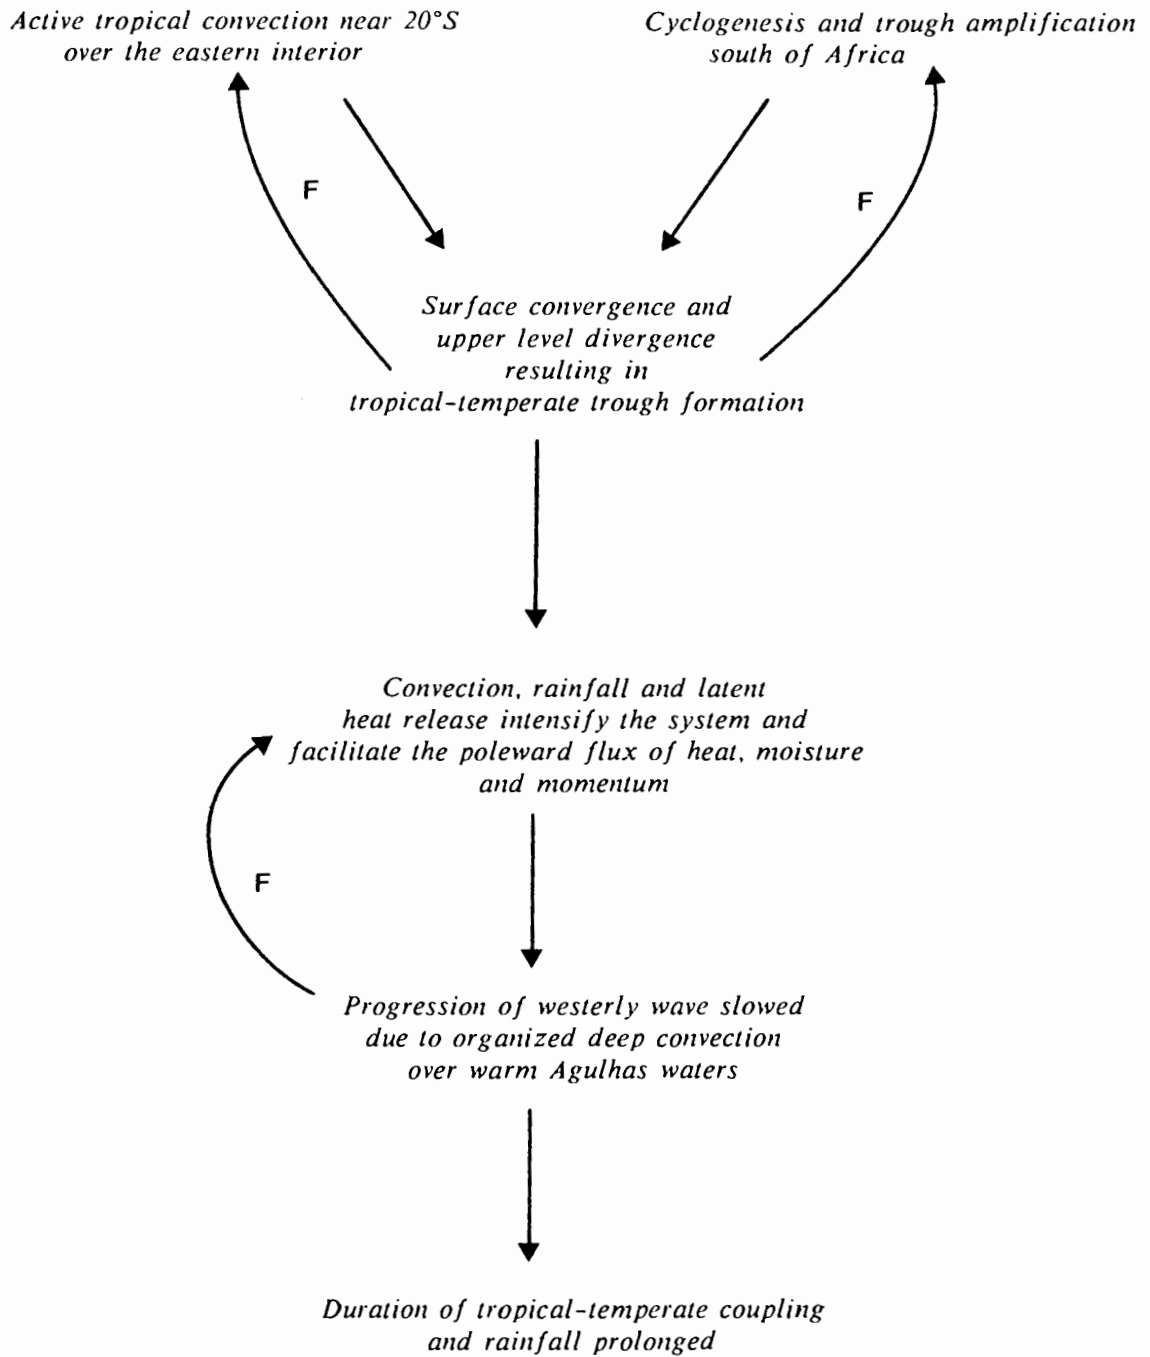 Active tropical convection near 20°S
over the eastern interior
Cyclogenesis and trough amplification
south of Africa
F
F
Surface convergence and
upper level divergence
resulting in
tropical-temperate trough formation
Convection, rainfall and latent
heat release intensify the system and
facilitate the poleward flux of heat, moisture
and momentum
F
Progression of westerly wave slowed
due to organized deep convection
over warm Agulhas waters
Duration of tropical-temperate coupling
and rainfall prolonged